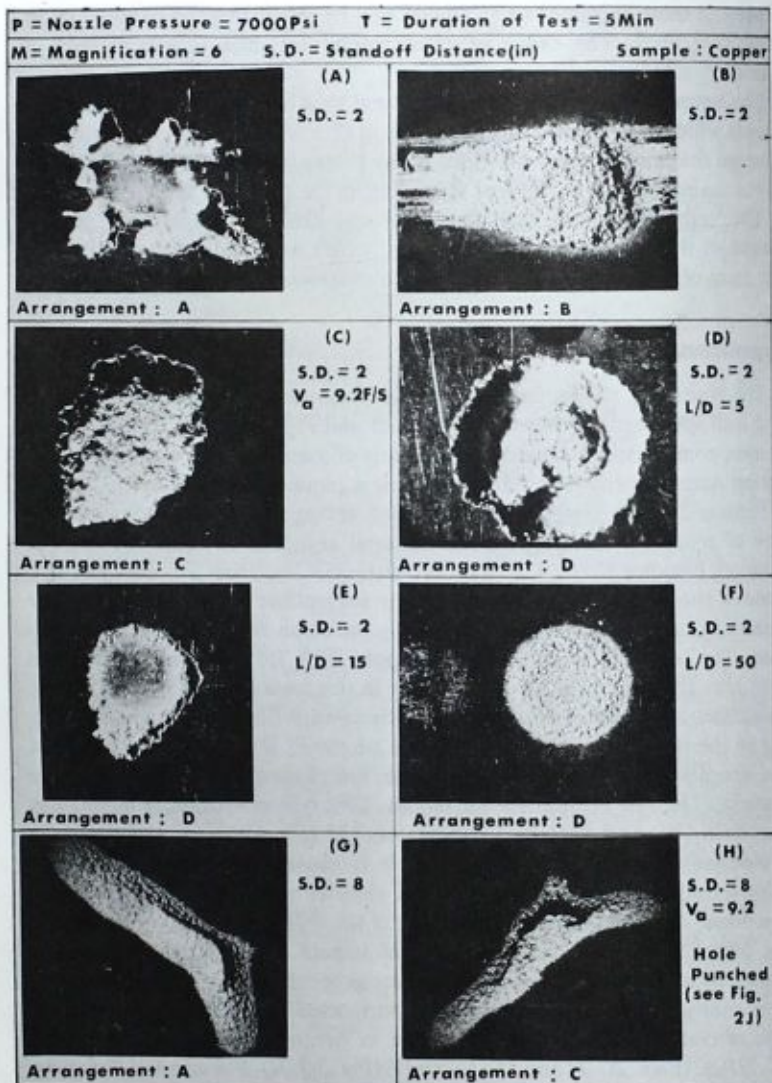 P = Nozzle Pressure = 7000Psi T = Duration of Test = 5Min
M = Magnification = 6 S.D. = Standoff Distance(in) Sample : Copper
(A)
S.D. = 2
Arrangement : A
(B)
S.D. = 2
Arrangement : B
(C)
S.D. = 2
Va = 9.2F/S
Arrangement : C
(D)
S.D. = 2
L/D = 5
Arrangement : D
(E)
S.D. = 2
L/D = 15
Arrangement : D
(F)
S.D. = 2
L/D = 50
Arrangement : D
(G)
S.D. = 8
Arrangement : A
(H)
S.D. = 8
Va = 9.2
Hole
Punched
(see Fig.
2J)
Arrangement : C